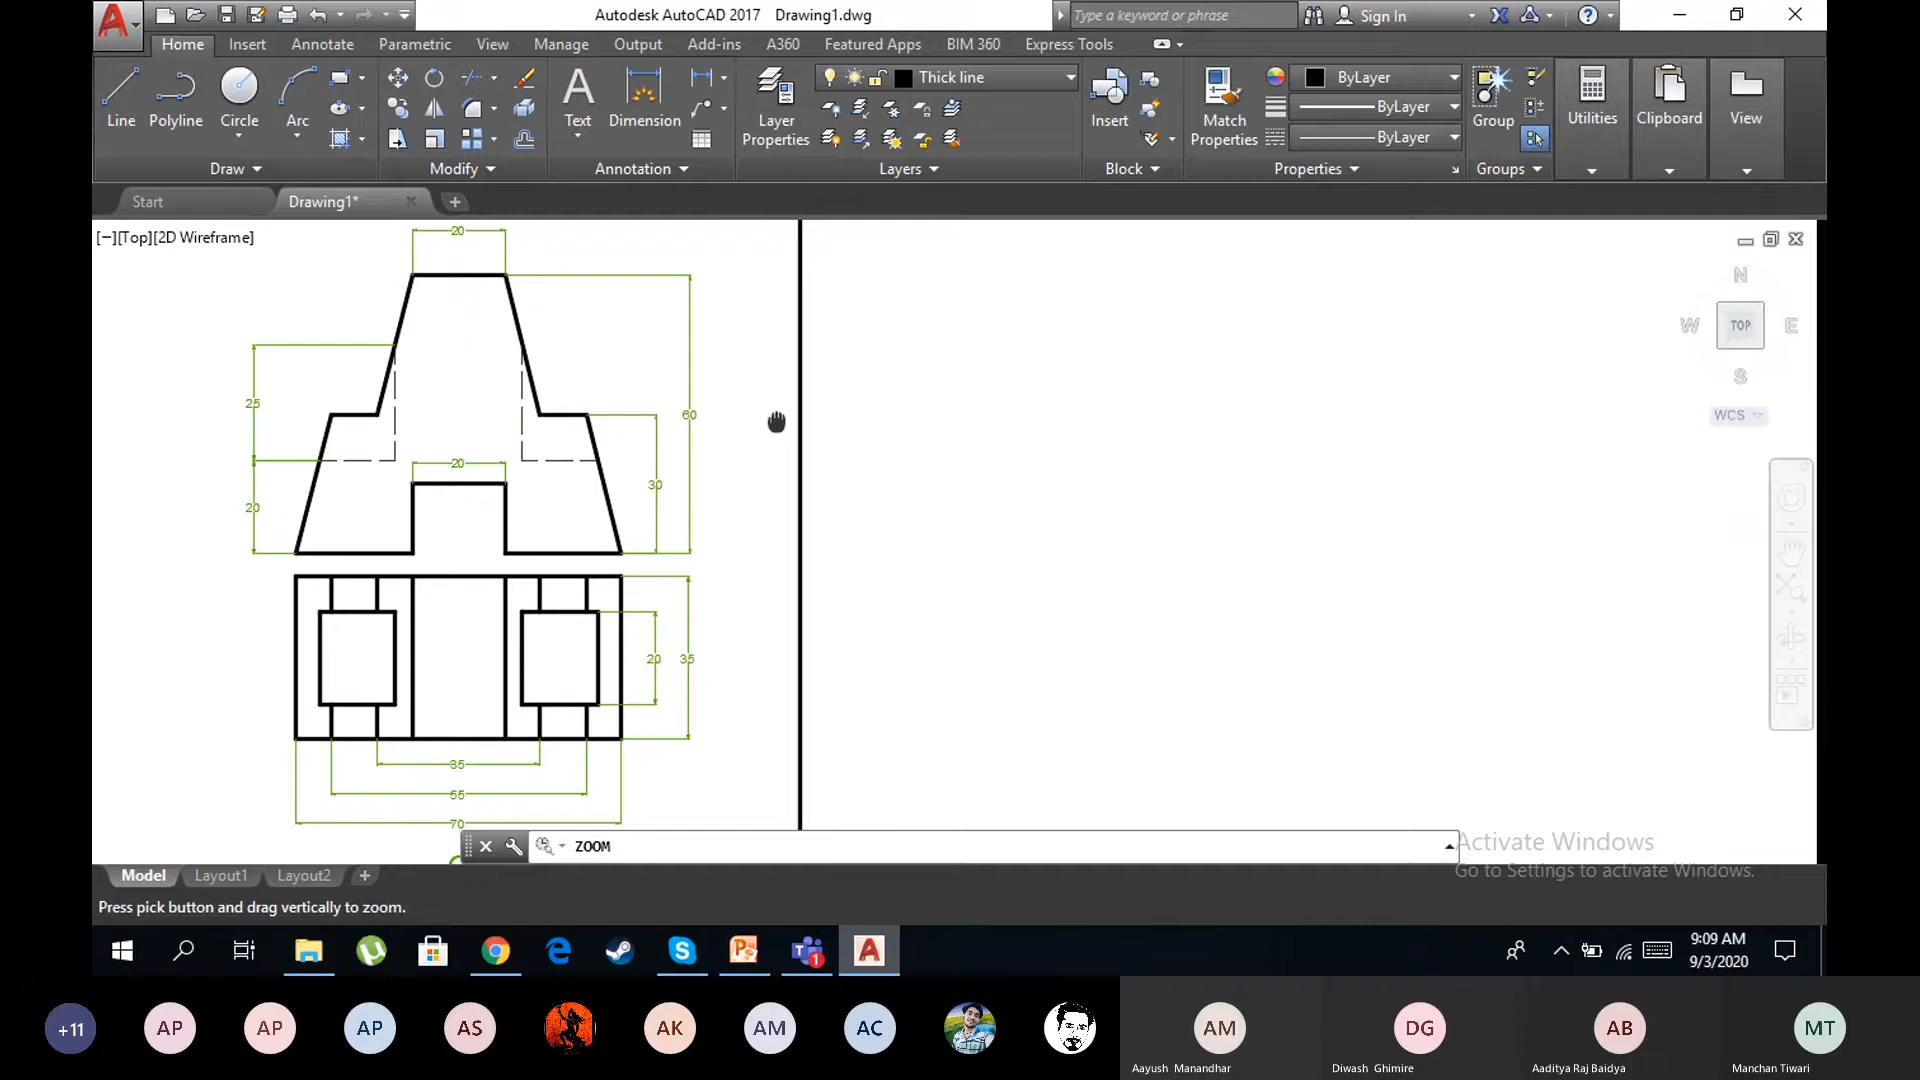 Autodesk AutoCAD 2017 Drawing1.dwg
Type a keyword or phrase
Sign In
Home Insert Annotate Parametric View Manage Output Add-ins A360 Featured Apps BIM 360 Express Tools
Thick line
ByLayer
ByLayer
ByLayer
Line Polyline Circle Arc
Text Dimension
Layer Properties
Insert
Match Properties
Group
Utilities
Clipboard
View
Draw Modify Annotation Layers Block Properties Groups
Start Drawing1*
[−][Top][2D Wireframe]
20
N
W TOP E
S
WCS
25
60
20
30
20
20
35
35
55
70
ZOOM
Activate Windows
Go to Settings to activate Windows.
Model Layout1 Layout2
Press pick button and drag vertically to zoom.
1
9:09 AM
9/3/2020
+11 AP AP AP AS AK AM AC AM DG AB MT
Aayush Manandhar Diwash Ghimire Aaditya Raj Baidya Manchan Tiwari